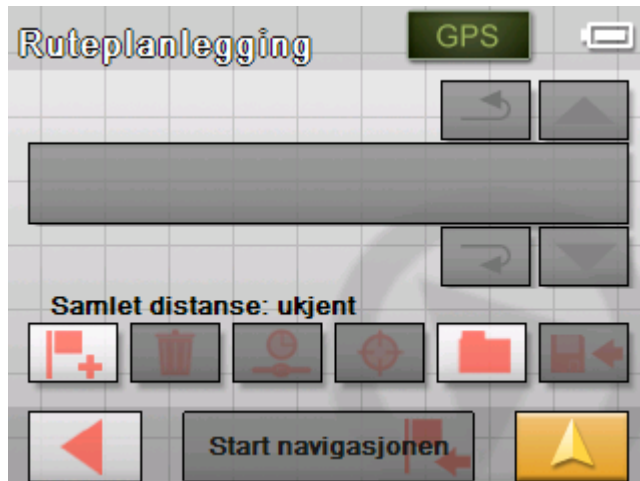 Ruteplanlegging
GPS
Samlet distanse: ukjent
Start navigasjonen